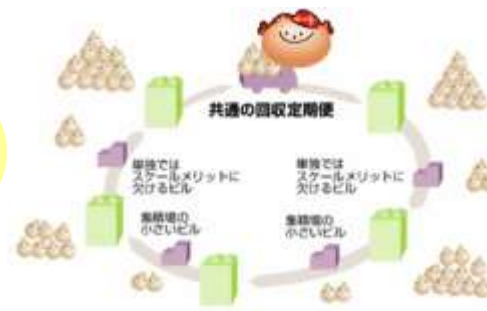 共通の回収定期便
単独では
スケールメリットに
欠けるビル
単独では
スケールメリットに
欠けるビル
集積場の
小さいビル
集積場の
小さいビル